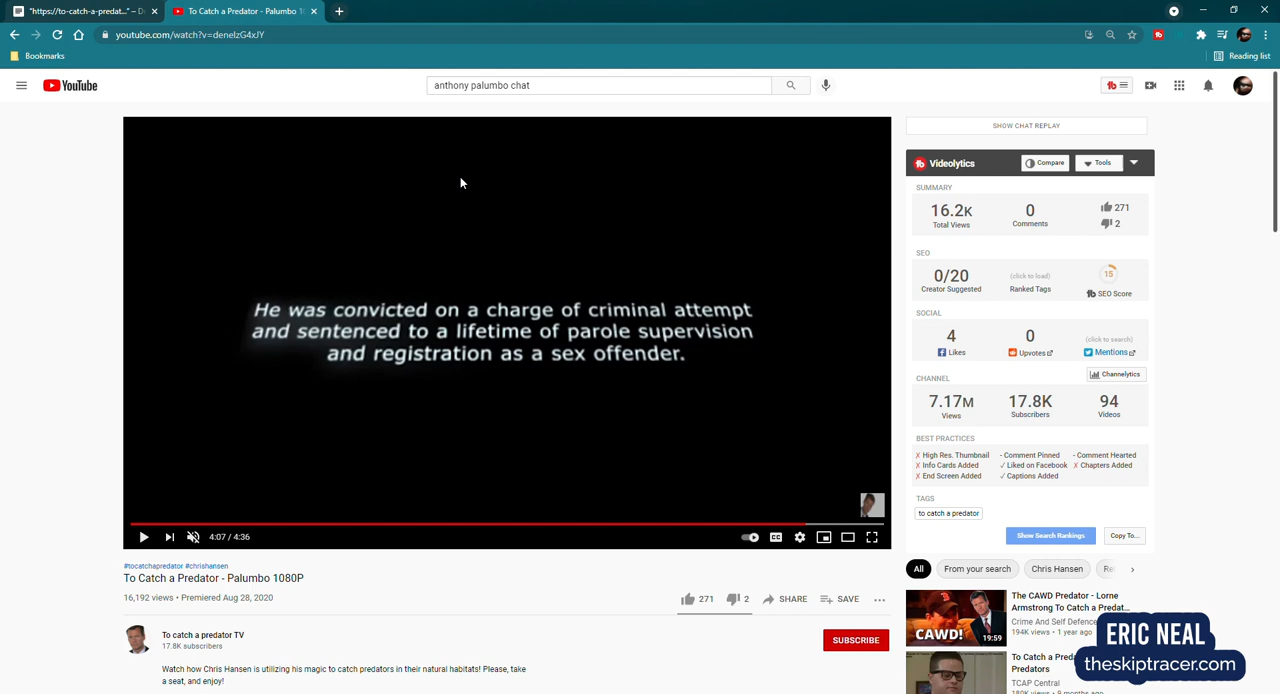 "https://to-catch-a-predat..." – D
To Catch a Predator - Palumbo 10
youtube.com/watch?v=denelzG4xJY
Bookmarks
Reading list
YouTube
anthony palumbo chat
He was convicted on a charge of criminal attempt
and sentenced to a lifetime of parole supervision
and registration as a sex offender.
4:07 / 4:36
CC
#tocatchapredator #chrishansen
To Catch a Predator - Palumbo 1080P
16,192 views • Premiered Aug 28, 2020
271
2
SHARE
SAVE
To catch a predator TV
17.8K subscribers
SUBSCRIBE
Watch how Chris Hansen is utilizing his magic to catch predators in their natural habitats! Please, take
a seat, and enjoy!
SHOW CHAT REPLAY
tb Videolytics
Compare
Tools
SUMMARY
16.2K
Total Views
0
Comments
271
2
SEO
0/20
Creator Suggested
(click to load)
Ranked Tags
15
tb SEO Score
SOCIAL
4
Likes
0
Upvotes
(click to search)
Mentions
CHANNEL
Channelytics
7.17M
Views
17.8K
Subscribers
94
Videos
BEST PRACTICES
X High Res. Thumbnail
- Comment Pinned
- Comment Hearted
X Info Cards Added
✓ Liked on Facebook
X Chapters Added
X End Screen Added
✓ Captions Added
TAGS
to catch a predator
Show Search Rankings
Copy To...
All
From your search
Chris Hansen
Re
CAWD!
19:59
The CAWD Predator - Lorne
Armstrong To Catch a Predat...
Crime And Self Defence
194K views • 1 year ago
To Catch a Preda
Predators
TCAP Central
180K views • 9 months ago
ERIC NEAL
theskiptracer.com